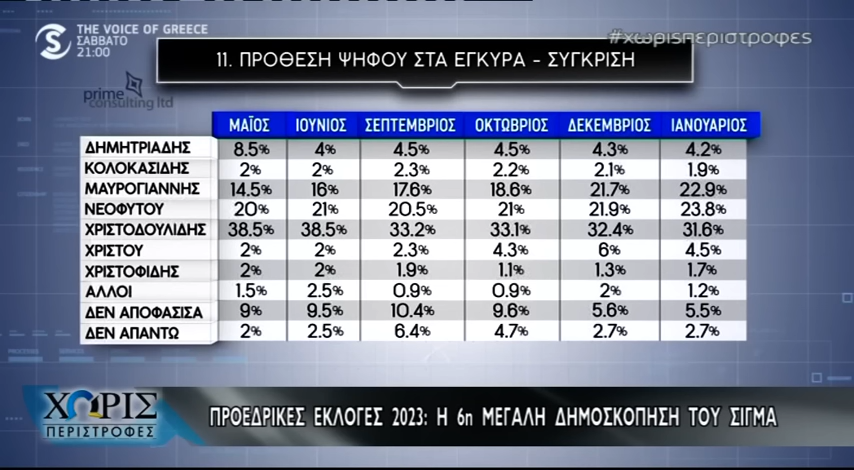 THE VOICE OF GREECE
ΣΑΒΒΑΤΟ
21:00
#χωρισπεριστροφες
11. ΠΡΟΘΕΣΗ ΨΗΦΟΥ ΣΤΑ ΕΓΚΥΡΑ – ΣΥΓΚΡΙΣΗ
prime
consulting ltd
ΜΑΪΟΣ ΙΟΥΝΙΟΣ ΣΕΠΤΕΜΒΡΙΟΣ ΟΚΤΩΒΡΙΟΣ ΔΕΚΕΜΒΡΙΟΣ ΙΑΝΟΥΑΡΙΟΣ
ΔΗΜΗΤΡΙΑΔΗΣ 8.5% 4% 4.5% 4.5% 4.3% 4.2%
ΚΟΛΟΚΑΣΙΔΗΣ 2% 2% 2.3% 2.2% 2.1% 1.9%
ΜΑΥΡΟΓΙΑΝΝΗΣ 14.5% 16% 17.6% 18.6% 21.7% 22.9%
ΝΕΟΦΥΤΟΥ 20% 21% 20.5% 21% 21.9% 23.8%
ΧΡΙΣΤΟΔΟΥΛΙΔΗΣ 38.5% 38.5% 33.2% 33.1% 32.4% 31.6%
ΧΡΙΣΤΟΥ 2% 2% 2.3% 4.3% 6% 4.5%
ΧΡΙΣΤΟΦΙΔΗΣ 2% 2% 1.9% 1.1% 1.3% 1.7%
ΑΛΛΟΙ 1.5% 2.5% 0.9% 0.9% 2% 1.2%
ΔΕΝ ΑΠΟΦΑΣΙΣΑ 9% 9.5% 10.4% 9.6% 5.6% 5.5%
ΔΕΝ ΑΠΑΝΤΩ 2% 2.5% 6.4% 4.7% 2.7% 2.7%
ΧΩΡΙΣ
ΠΕΡΙΣΤΡΟΦΕΣ
ΠΡΟΕΔΡΙΚΕΣ ΕΚΛΟΓΕΣ 2023: Η 6η ΜΕΓΑΛΗ ΔΗΜΟΣΚΟΠΗΣΗ ΤΟΥ ΣΙΓΜΑ